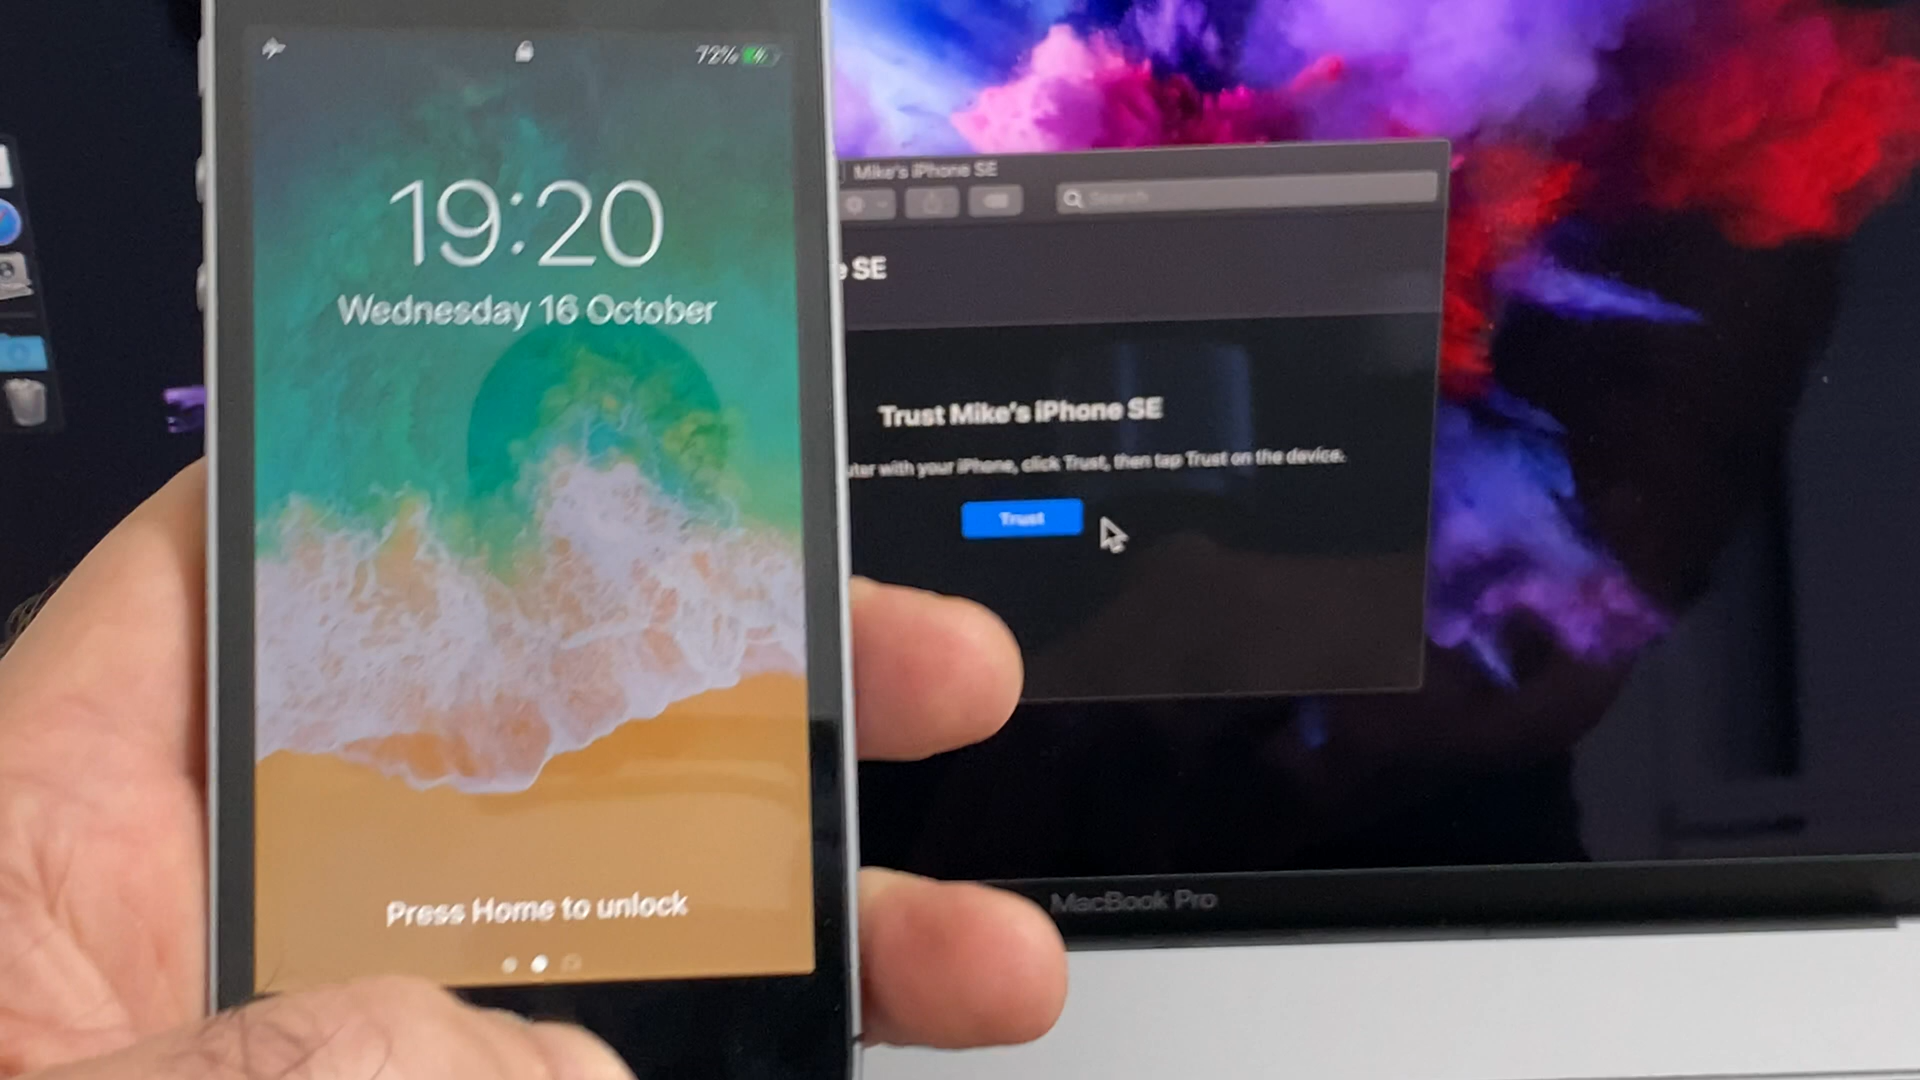 72%
19:20
Wednesday 16 October
Press Home to unlock
Mike's iPhone SE
Search
SE
Trust Mike's iPhone SE
with your iPhone, click Trust, then tap Trust on the device.
Trust
MacBook Pro